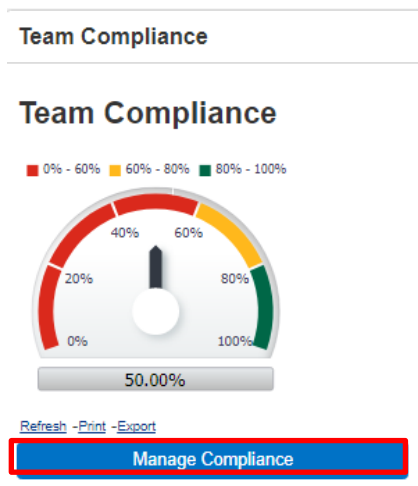 Team Compliance
Team Compliance
0% - 60% 60% - 80% 80% - 100%
40% 60%
20% 80%
0% 100%
50.00%
Refresh -Print -Export
Manage Compliance